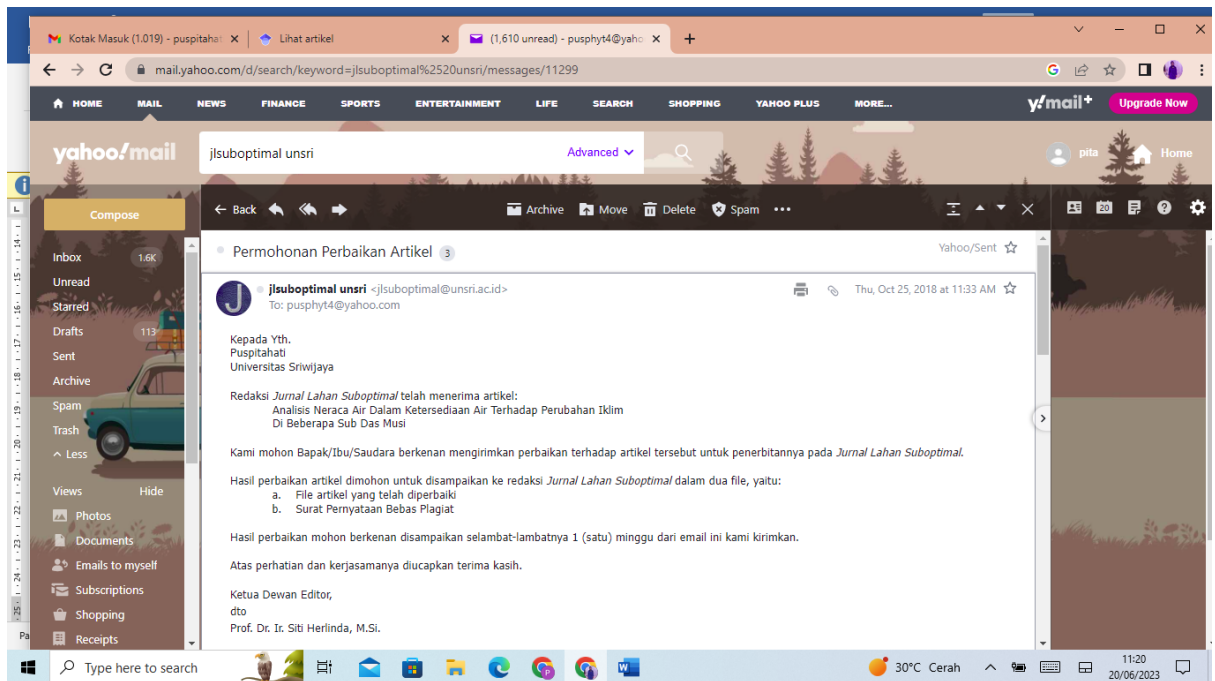 Kotak Masuk (1.019) - puspitahat
Lihat artikel
(1,610 unread) - pusphyt4@yaho
mail.yahoo.com/d/search/keyword=jlsuboptimal%2520unsri/messages/11299
HOME MAIL NEWS FINANCE SPORTS ENTERTAINMENT LIFE SEARCH SHOPPING YAHOO PLUS MORE...
y!mail+ Upgrade Now
yahoo!mail
jlsuboptimal unsri Advanced
pita Home
Compose
Back Archive Move Delete Spam
20
Inbox 1.6K
Unread
Starred
Drafts 113
Sent
Archive
Spam
Trash
Less
Views Hide
Photos
Documents
Emails to myself
Subscriptions
Shopping
Receipts
Permohonan Perbaikan Artikel 3
Yahoo/Sent
jlsuboptimal unsri <jlsuboptimal@unsri.ac.id>
To: pusphyt4@yahoo.com
Thu, Oct 25, 2018 at 11:33 AM
Kepada Yth.
Puspitahati
Universitas Sriwijaya
Redaksi Jurnal Lahan Suboptimal telah menerima artikel:
Analisis Neraca Air Dalam Ketersediaan Air Terhadap Perubahan Iklim
Di Beberapa Sub Das Musi
Kami mohon Bapak/Ibu/Saudara berkenan mengirimkan perbaikan terhadap artikel tersebut untuk penerbitannya pada Jurnal Lahan Suboptimal.
Hasil perbaikan artikel dimohon untuk disampaikan ke redaksi Jurnal Lahan Suboptimal dalam dua file, yaitu:
a. File artikel yang telah diperbaiki
b. Surat Pernyataan Bebas Plagiat
Hasil perbaikan mohon berkenan disampaikan selambat-lambatnya 1 (satu) minggu dari email ini kami kirimkan.
Atas perhatian dan kerjasamanya diucapkan terima kasih.
Ketua Dewan Editor,
dto
Prof. Dr. Ir. Siti Herlinda, M.Si.
Type here to search
30°C Cerah
11:20
20/06/2023